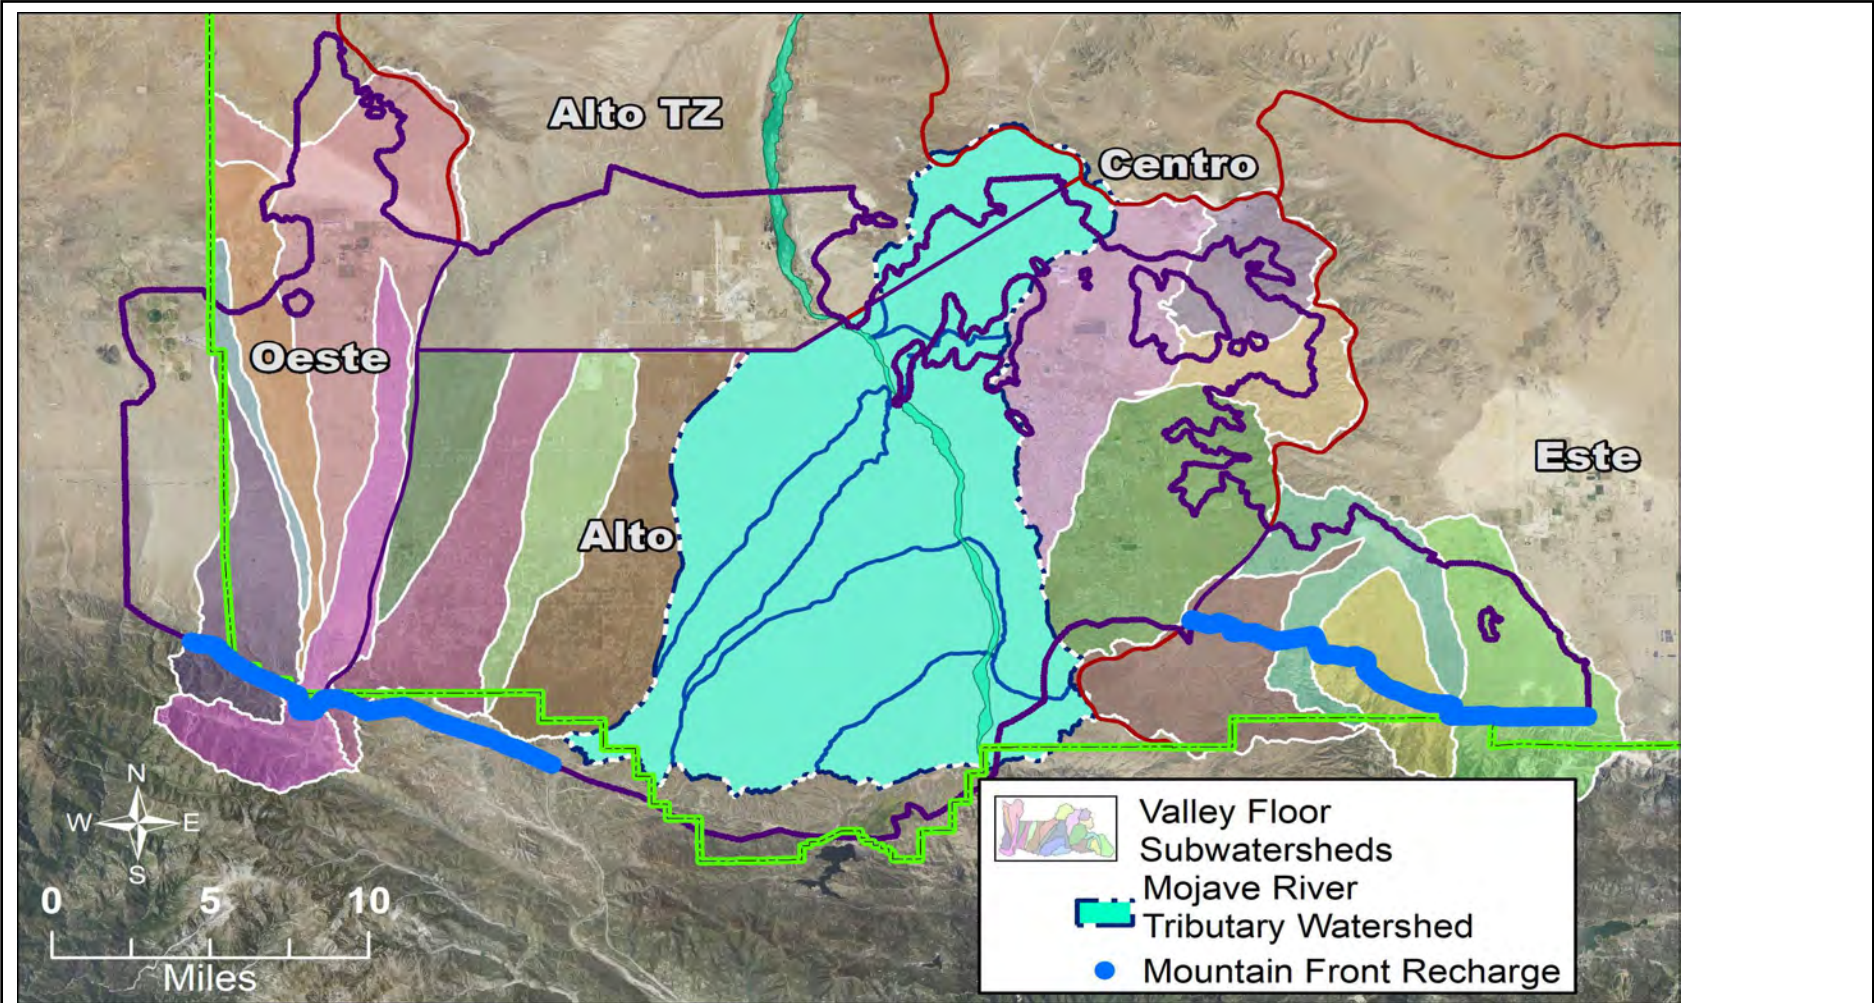 Alto TZ
Centro
Oeste
Este
Alto
N
W E
S
0 5 10
Miles
Valley Floor
Subwatersheds
Mojave River
Tributary Watershed
Mountain Front Recharge